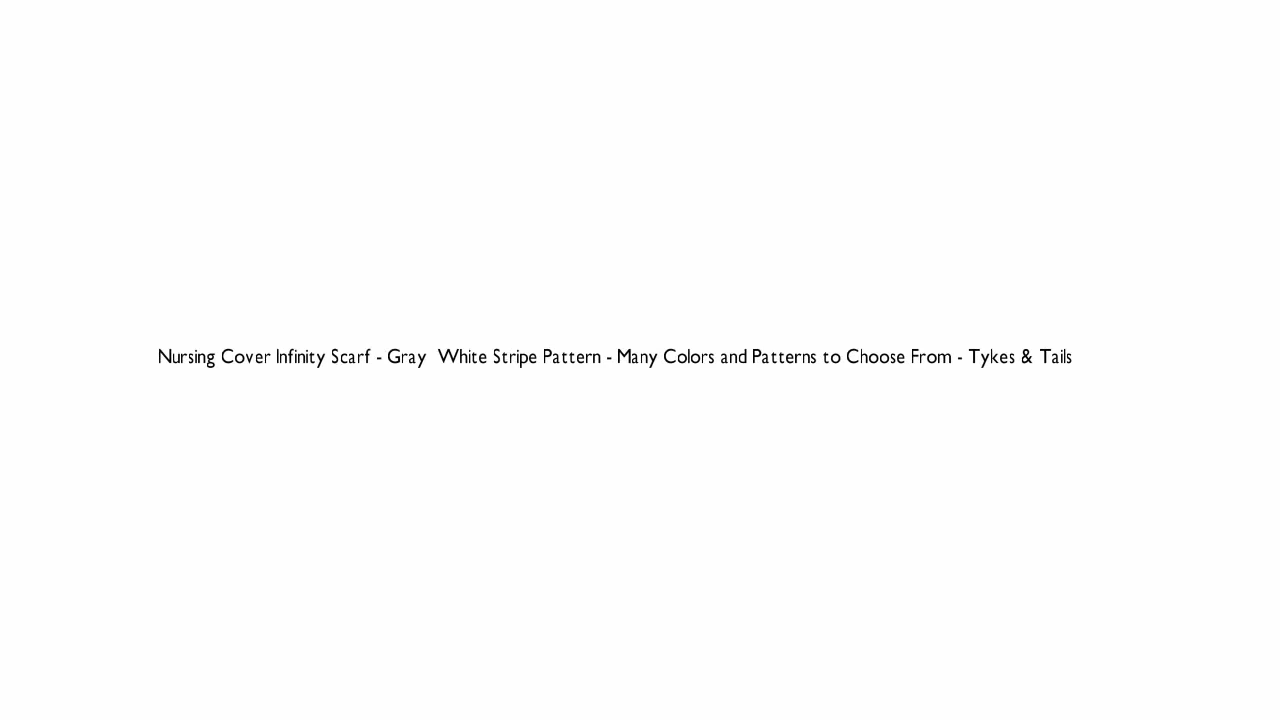 Nursing Cover Infinity Scarf - Gray  White Stripe Pattern - Many Colors and Patterns to Choose From - Tykes & Tails